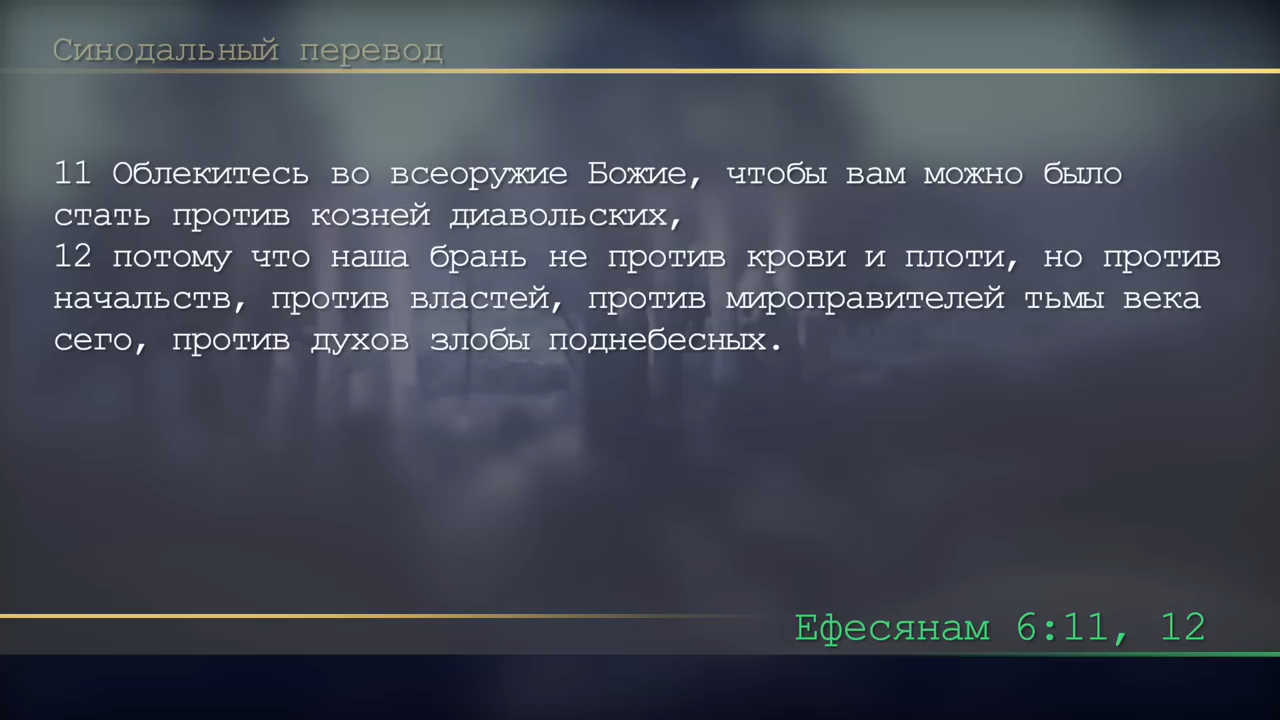 Синодальный перевод
11 Облекитесь во всеоружие Божие, чтобы вам можно было
стать против козней диавольских,
12 потому что наша брань не против крови и плоти, но против
начальств, против властей, против мироправителей тьмы века
сего, против духов злобы поднебесных.
Ефесянам 6:11, 12